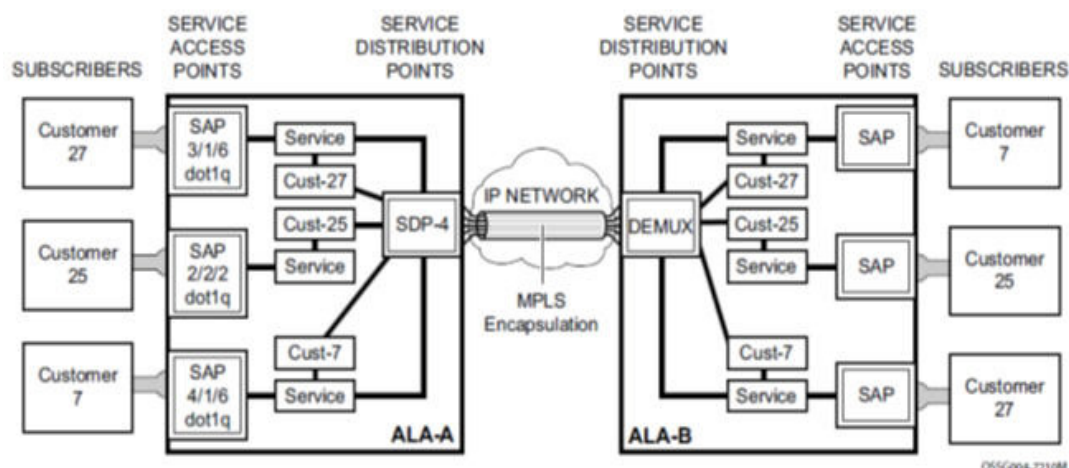 SERVICE
ACCESS
POINTS
SERVICE
DISTRIBUTION
POINTS
SERVICE
DISTRIBUTION
POINTS
SERVICE
ACCESS
POINTS
SUBSCRIBERS
SUBSCRIBERS
Customer
27
SAP
3/1/6
dot1q
Service
Cust-27
Customer
25
SAP
2/2/2
dot1q
Cust-25
Service
Customer
7
SAP
4/1/6
dot1q
Cust-7
Service
SDP-4
ALA-A
IP NETWORK
MPLS
Encapsulation
DEMUX
Service
Cust-27
SAP
Customer
7
Cust-25
Service
SAP
Customer
25
Cust-7
Service
SAP
Customer
27
ALA-B